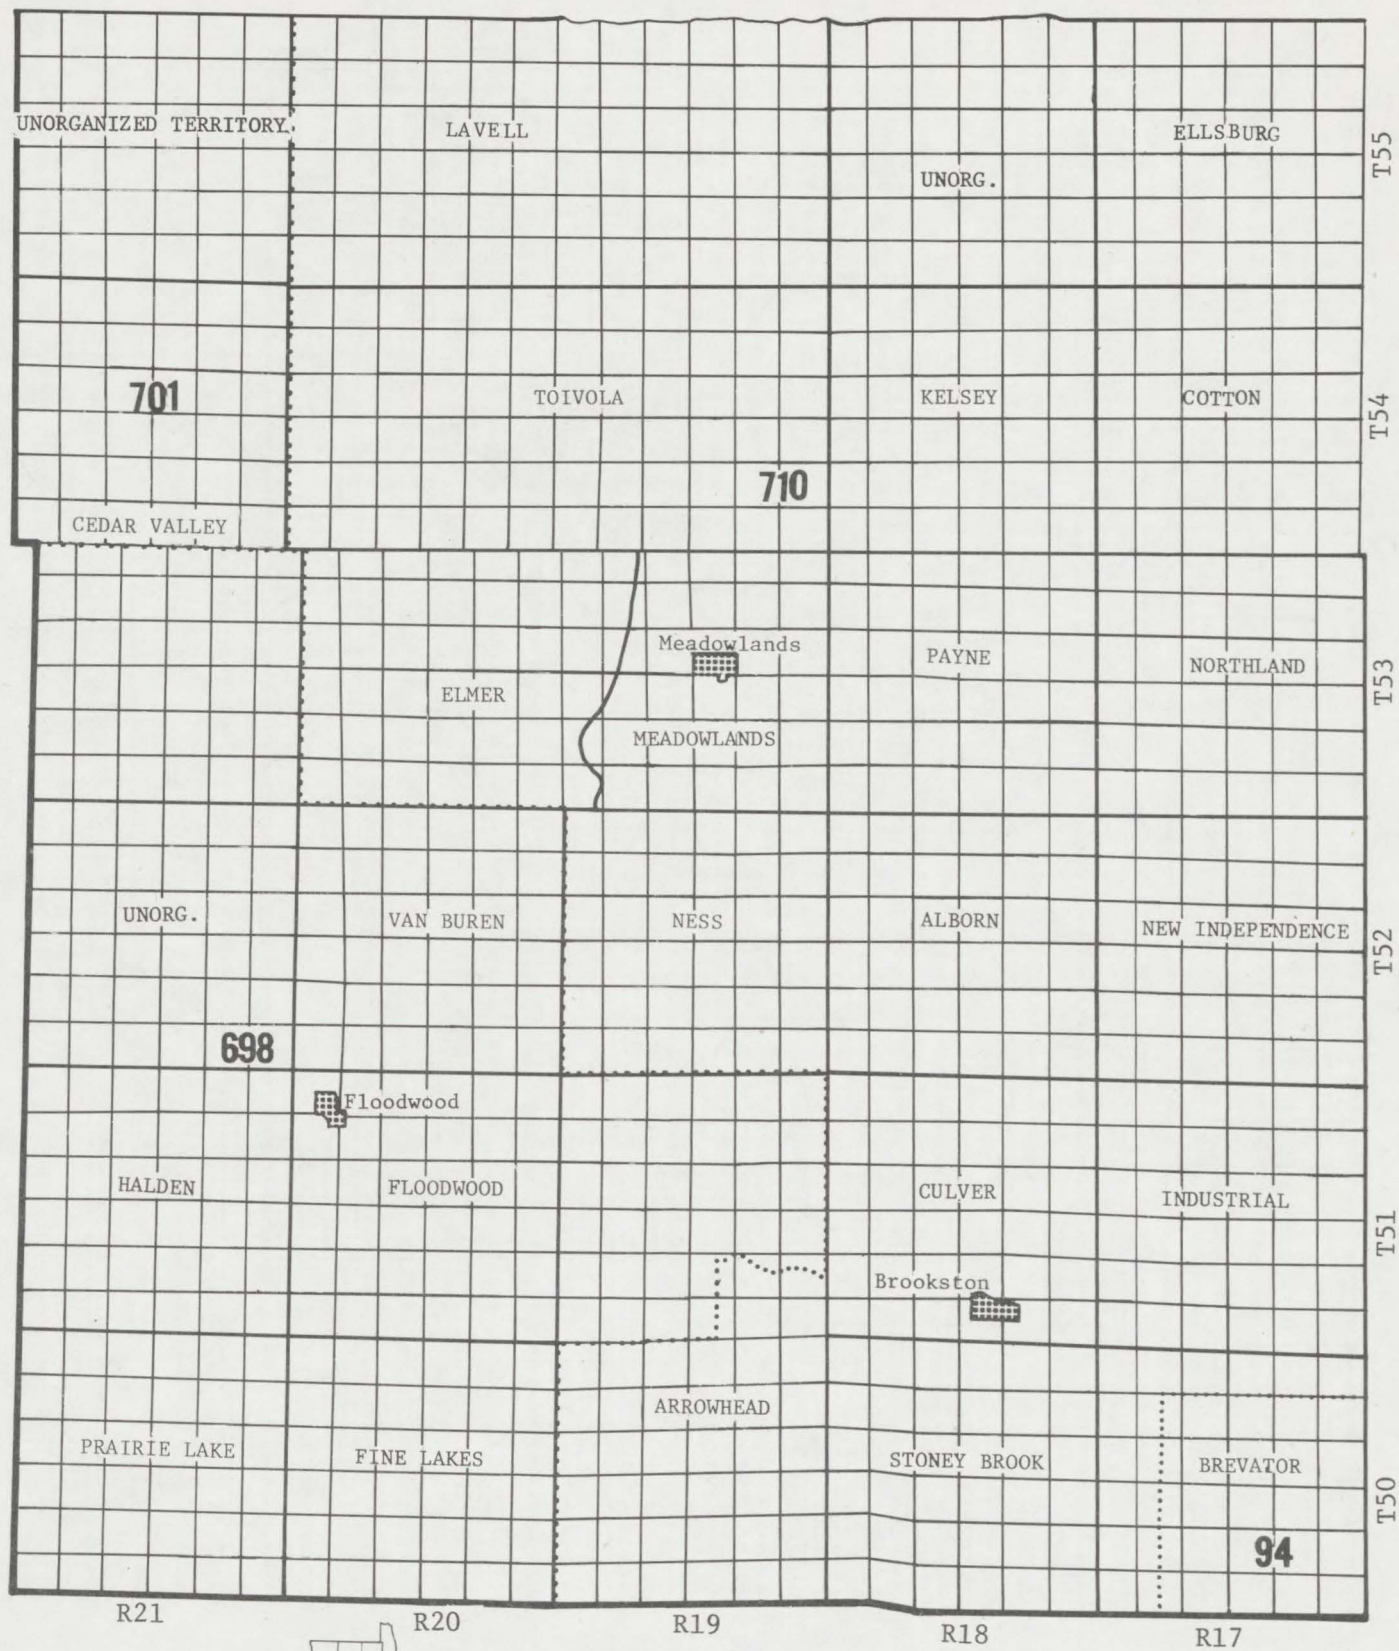 UNORGANIZED TERRITORY.
LAVELL
ELLSBURG
T55
UNORG.
701
TOIVOLA
KELSEY
COTTON
T54
710
CEDAR VALLEY
Meadowlands
PAYNE
NORTHLAND
T53
ELMER
MEADOWLANDS
UNORG.
VAN BUREN
NESS
ALBORN
NEW INDEPENDENCE
T52
698
Floodwood
HALDEN
FLOODWOOD
CULVER
INDUSTRIAL
T51
Brookston
ARROWHEAD
PRAIRIE LAKE
FINE LAKES
STONEY BROOK
BREVATOR
T50
94
R21
R20
R19
R18
R17